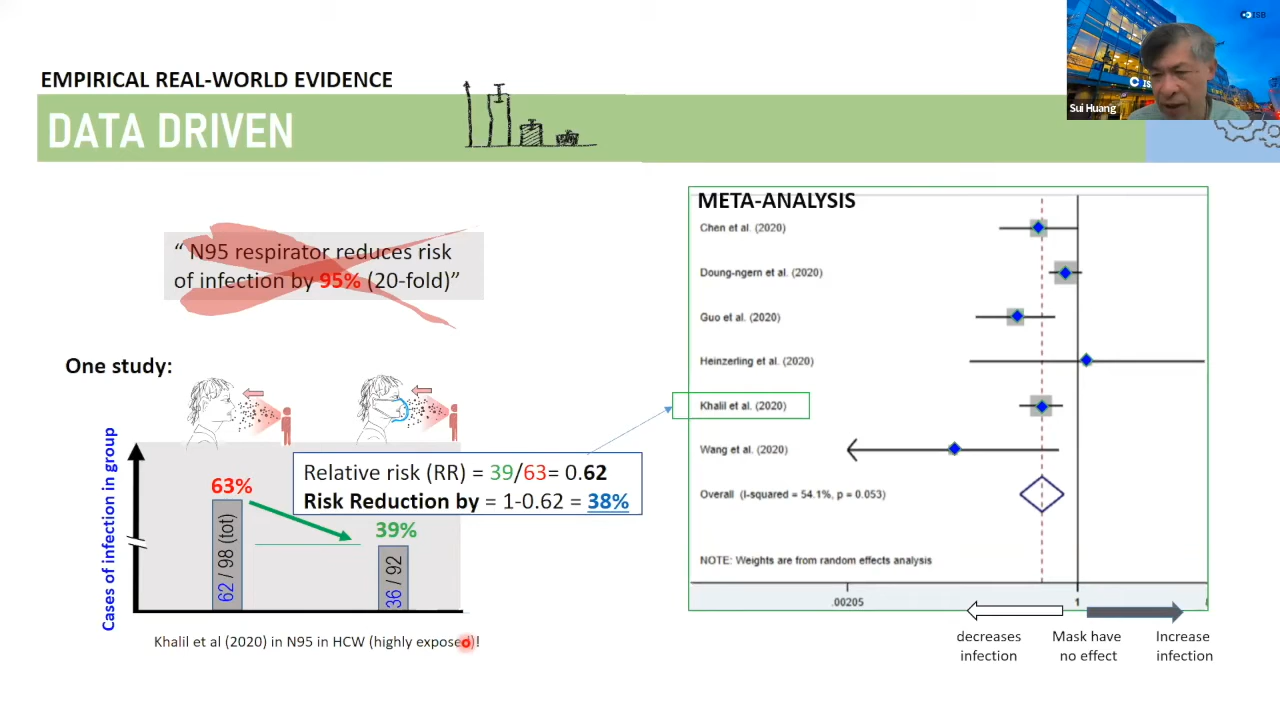 ISB
Sui Huang
EMPIRICAL REAL-WORLD EVIDENCE
DATA DRIVEN
“ N95 respirator reduces risk
of infection by 95% (20-fold)”
One study:
Cases of infection in group
63%
62 / 98 (tot)
39%
36 / 92
Relative risk (RR) = 39/63= 0.62
Risk Reduction by = 1-0.62 = 38%
Khalil et al (2020) in N95 in HCW (highly exposed)!
META-ANALYSIS
Chen et al. (2020)
Doung-ngern et al. (2020)
Guo et al. (2020)
Heinzerling et al. (2020)
Khalil et al. (2020)
Wang et al. (2020)
Overall (I-squared = 54.1%, p = 0.053)
NOTE: Weights are from random effects analysis
.00205
1
decreases
infection
Mask have
no effect
Increase
infection